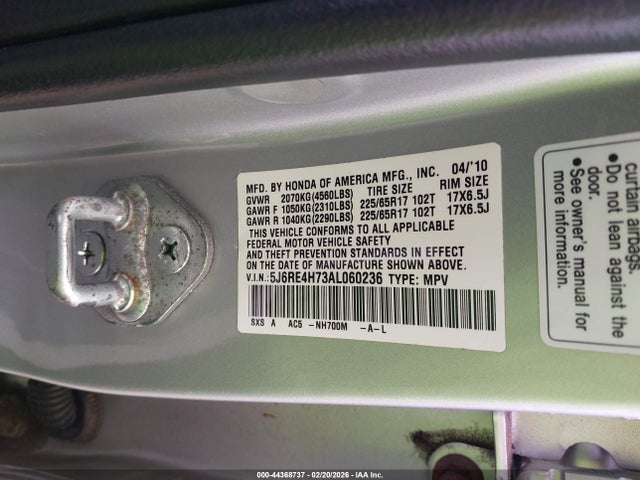 MFD. BY HONDA OF AMERICA MFG., INC. 04/'10
GVWR 2070KG(4560LBS) TIRE SIZE RIM SIZE
GAWR F 1050KG(2310LBS) 225/65R17 102T 17X6.5J
GAWR R 1040KG(2290LBS) 225/65R17 102T 17X6.5J
THIS VEHICLE CONFORMS TO ALL APPLICABLE
FEDERAL MOTOR VEHICLE SAFETY
AND THEFT PREVENTION STANDARDS IN EFFECT
ON THE DATE OF MANUFACTURE SHOWN ABOVE.
V.I.N.: 5J6RE4H73AL060236 TYPE: MPV
SXS A AC5 -NH700M -A-L
curtain airbags.
• Do not lean against the
door.
• See owner's manual for
more information.
000-44368737 - 02/20/2026 - IAA Inc.